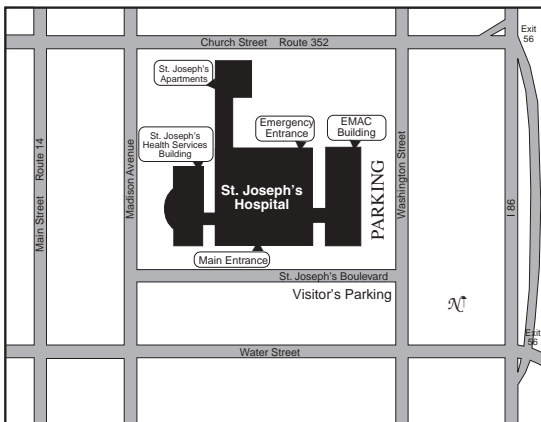 Exit
56
Church Street    Route 352
St. Joseph's
Apartments
Emergency
Entrance
EMAC
Building
St. Joseph's
Health Services
Building
Main Street    Route 14
Madison Avenue
St. Joseph's
Hospital
PARKING
Washington Street
I 86
Main Entrance
St. Joseph's Boulevard
Visitor's Parking
N
Exit
56
Water Street